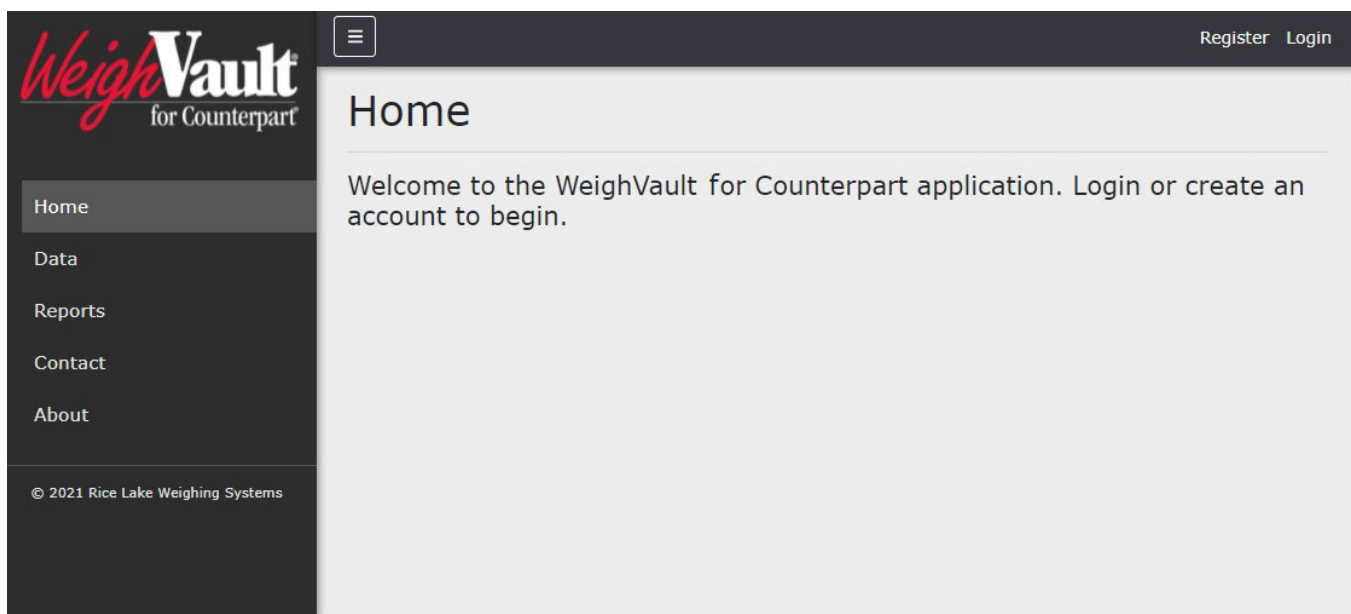 WeighVault®
for Counterpart®
Register Login
Home
Welcome to the WeighVault for Counterpart application. Login or create an
account to begin.
Home
Data
Reports
Contact
About
© 2021 Rice Lake Weighing Systems